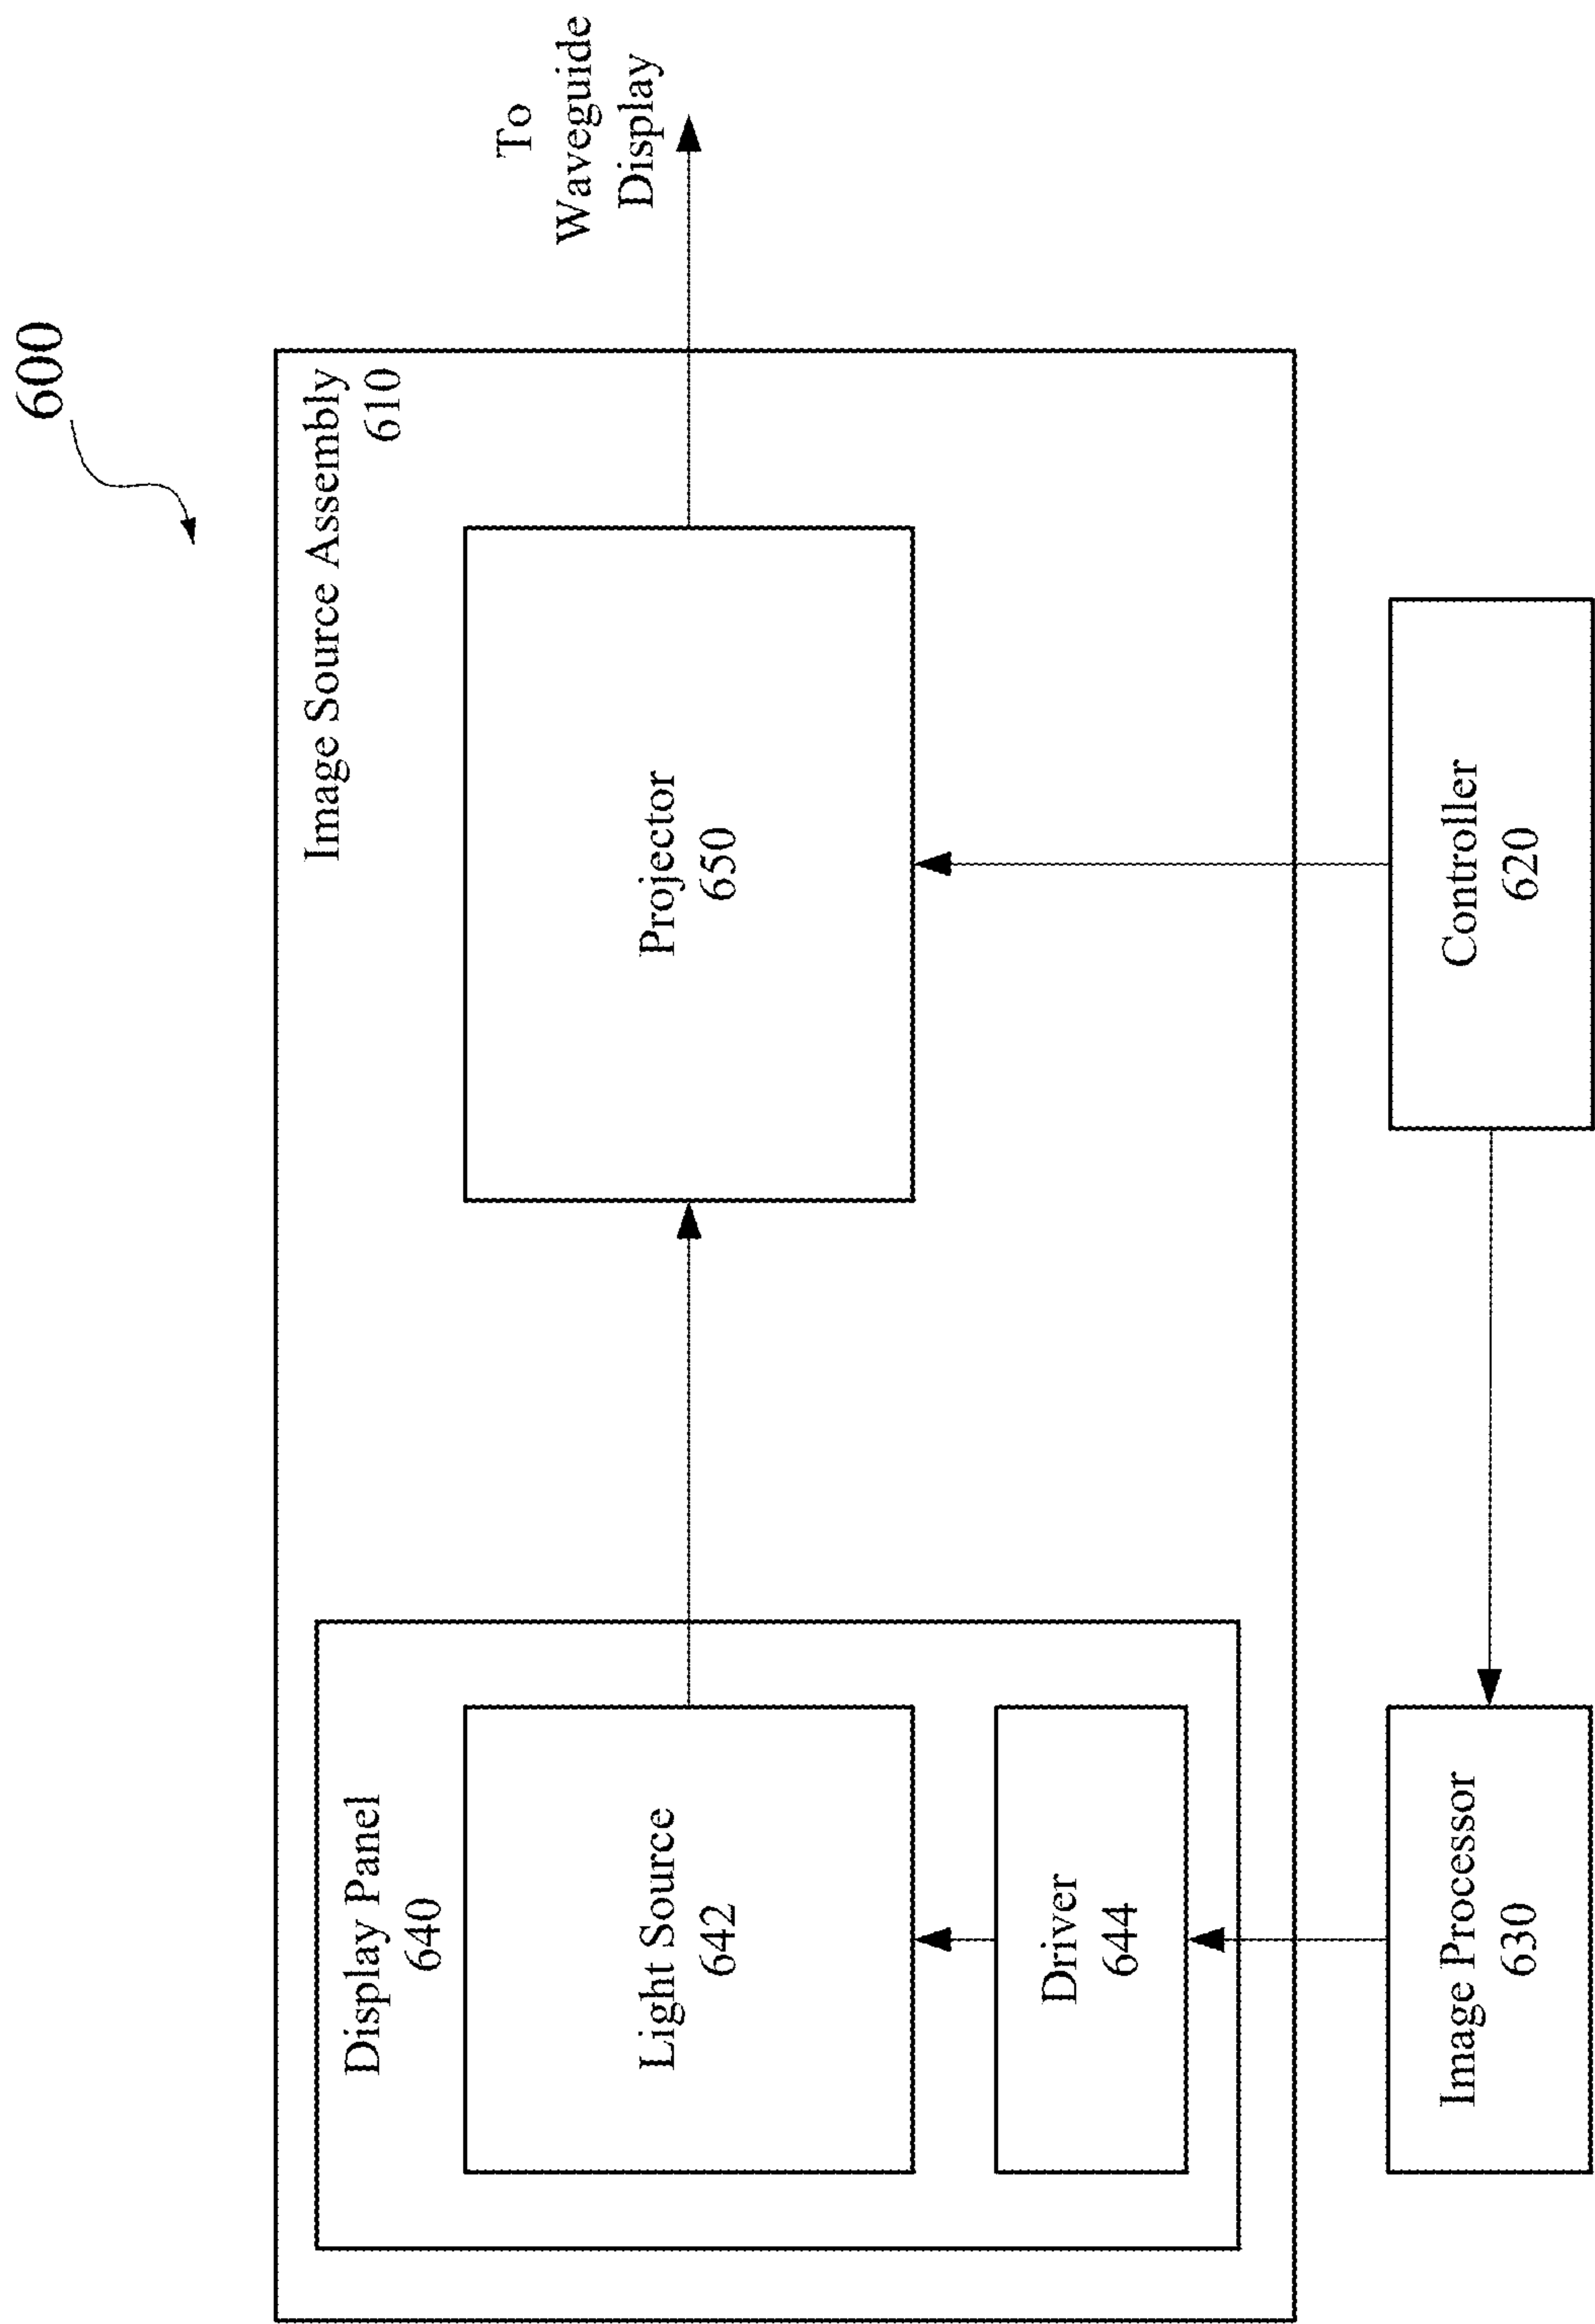 600
To
Waveguide
Display
Image Source Assembly
610
Display Panel
640
Light Source
642
Projector
650
Driver
644
Image Processor
630
Controller
620